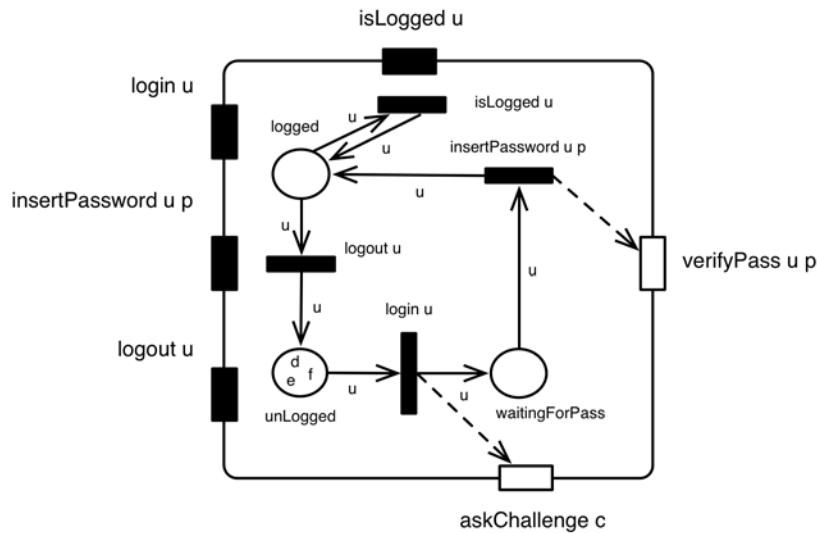 isLogged u
login u
isLogged u
u
logged
u
insertPassword u p
insertPassword u p
u
u
logout u
verifyPass u p
u
u
login u
logout u
d
e f
u
u
unLogged
waitingForPass
askChallenge c